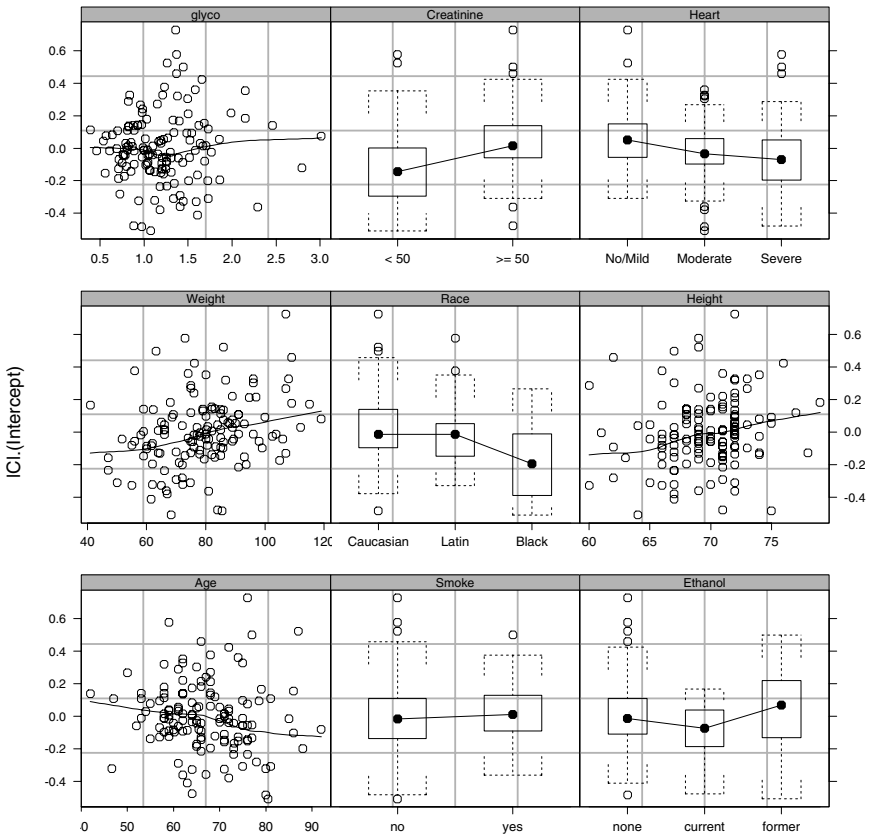 glyco Creatinine Heart
0.6
0.4
0.2
0.0
-0.2
-0.4
0.5 1.0 1.5 2.0 2.5 3.0 < 50 >= 50 No/Mild Moderate Severe
Weight Race Height
0.6
0.4
0.2
0.0
-0.2
-0.4
40 60 80 100 120 Caucasian Latin Black 60 65 70 75
lCl.(Intercept)
Age Smoke Ethanol
0.6
0.4
0.2
0.0
-0.2
-0.4
50 60 70 80 90 no yes none current former